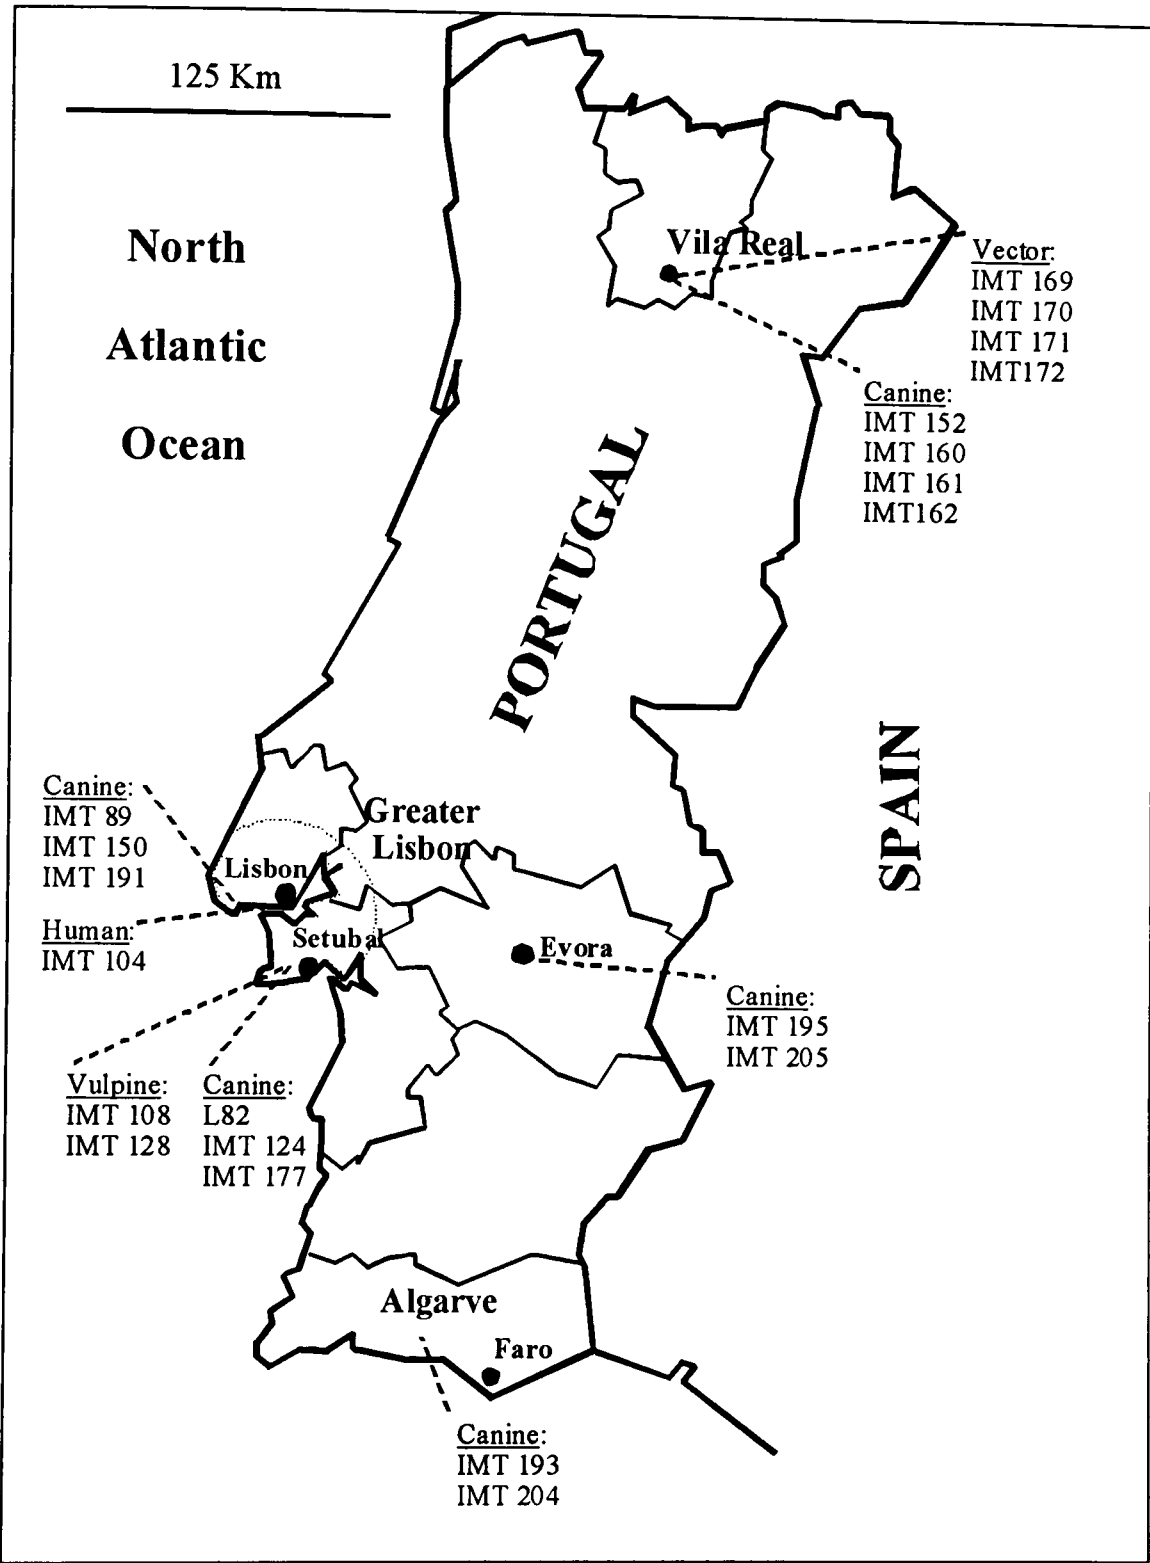 125 Km
North
Atlantic
Ocean
Vila Real
Vector:
IMT 169
IMT 170
IMT 171
IMT172
Canine:
IMT 152
IMT 160
IMT 161
IMT162
PORTUGAL
SPAIN
Canine:
IMT 89
IMT 150
IMT 191
Greater
Lisbon
Lisbon
Human:
IMT 104
Setubal
Evora
Canine:
IMT 195
IMT 205
Vulpine:
IMT 108
IMT 128
Canine:
L82
IMT 124
IMT 177
Algarve
Faro
Canine:
IMT 193
IMT 204